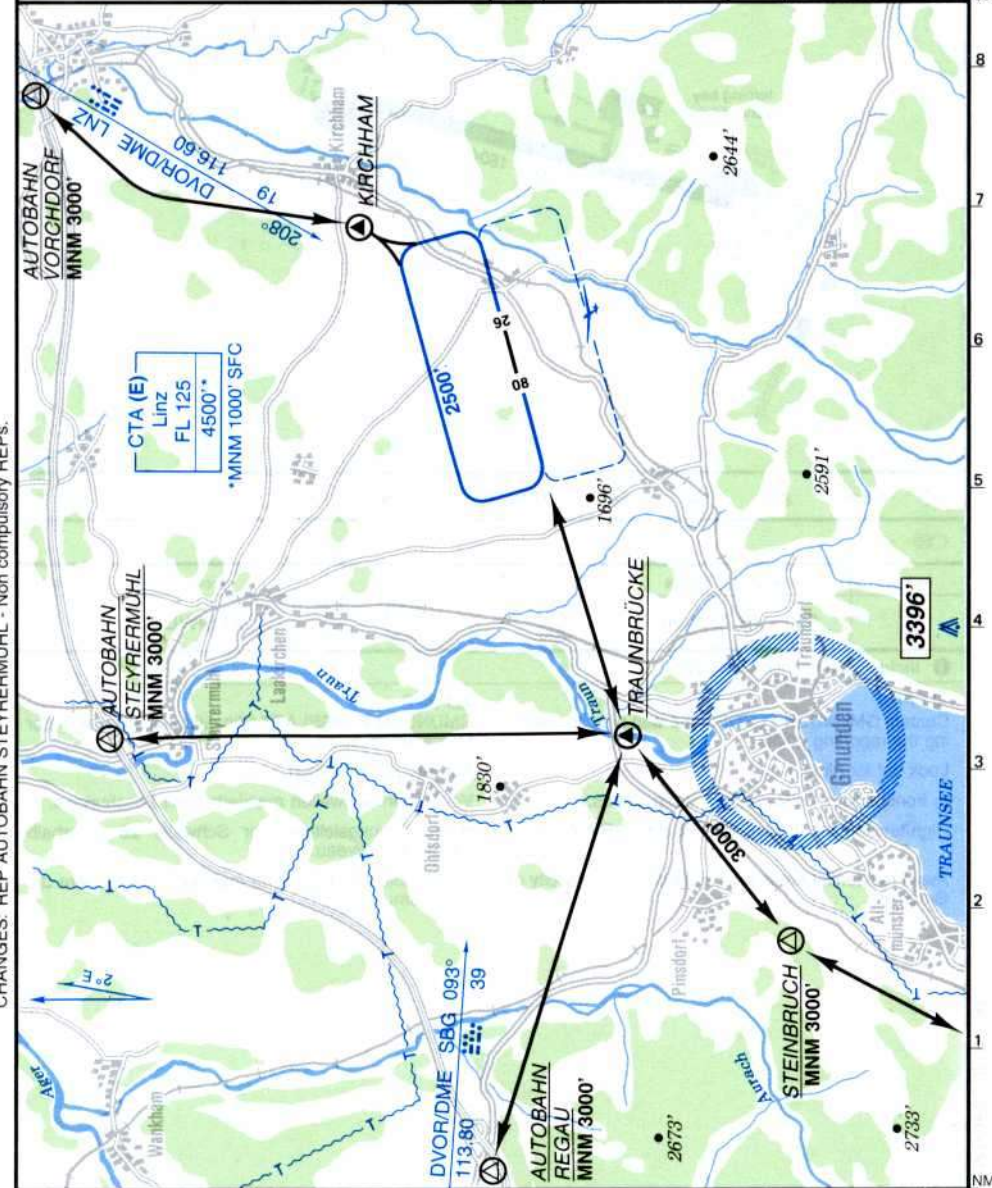 CHANGES: REP AUTOBAHN STEYRERMÜHL - Non compulsory REPs.
AUTOBAHN
VORCHDORF
MNM 3000'
DVOR/DME LNZ
116.60
19
208°
Kirchham
KIRCHHAM
2644'
CTA (E)
Linz
FL 125
4500'*
*MNM 1000' SFC
2500'
26
08
AUTOBAHN
STEYRERMÜHL
MNM 3000'
Steyrermühl
Laakirchen
Traun
Traun
1696'
2591'
TRAUNBRÜCKE
1830'
Ohlsdorf
3396'
Traundorf
Gmunden
3000'
TRAUNSEE
2° E
Ager
Wankham
DVOR/DME SBG 093°
113.80
39
AUTOBAHN
REGAU
MNM 3000'
Pinsdorf
Alt-
münster
STEINBRUCH
MNM 3000'
Aurach
2673'
2733'
T
T
T
T
T
T
T
T
T
T
T
T
T
T
8
7
6
5
4
3
2
1
NM